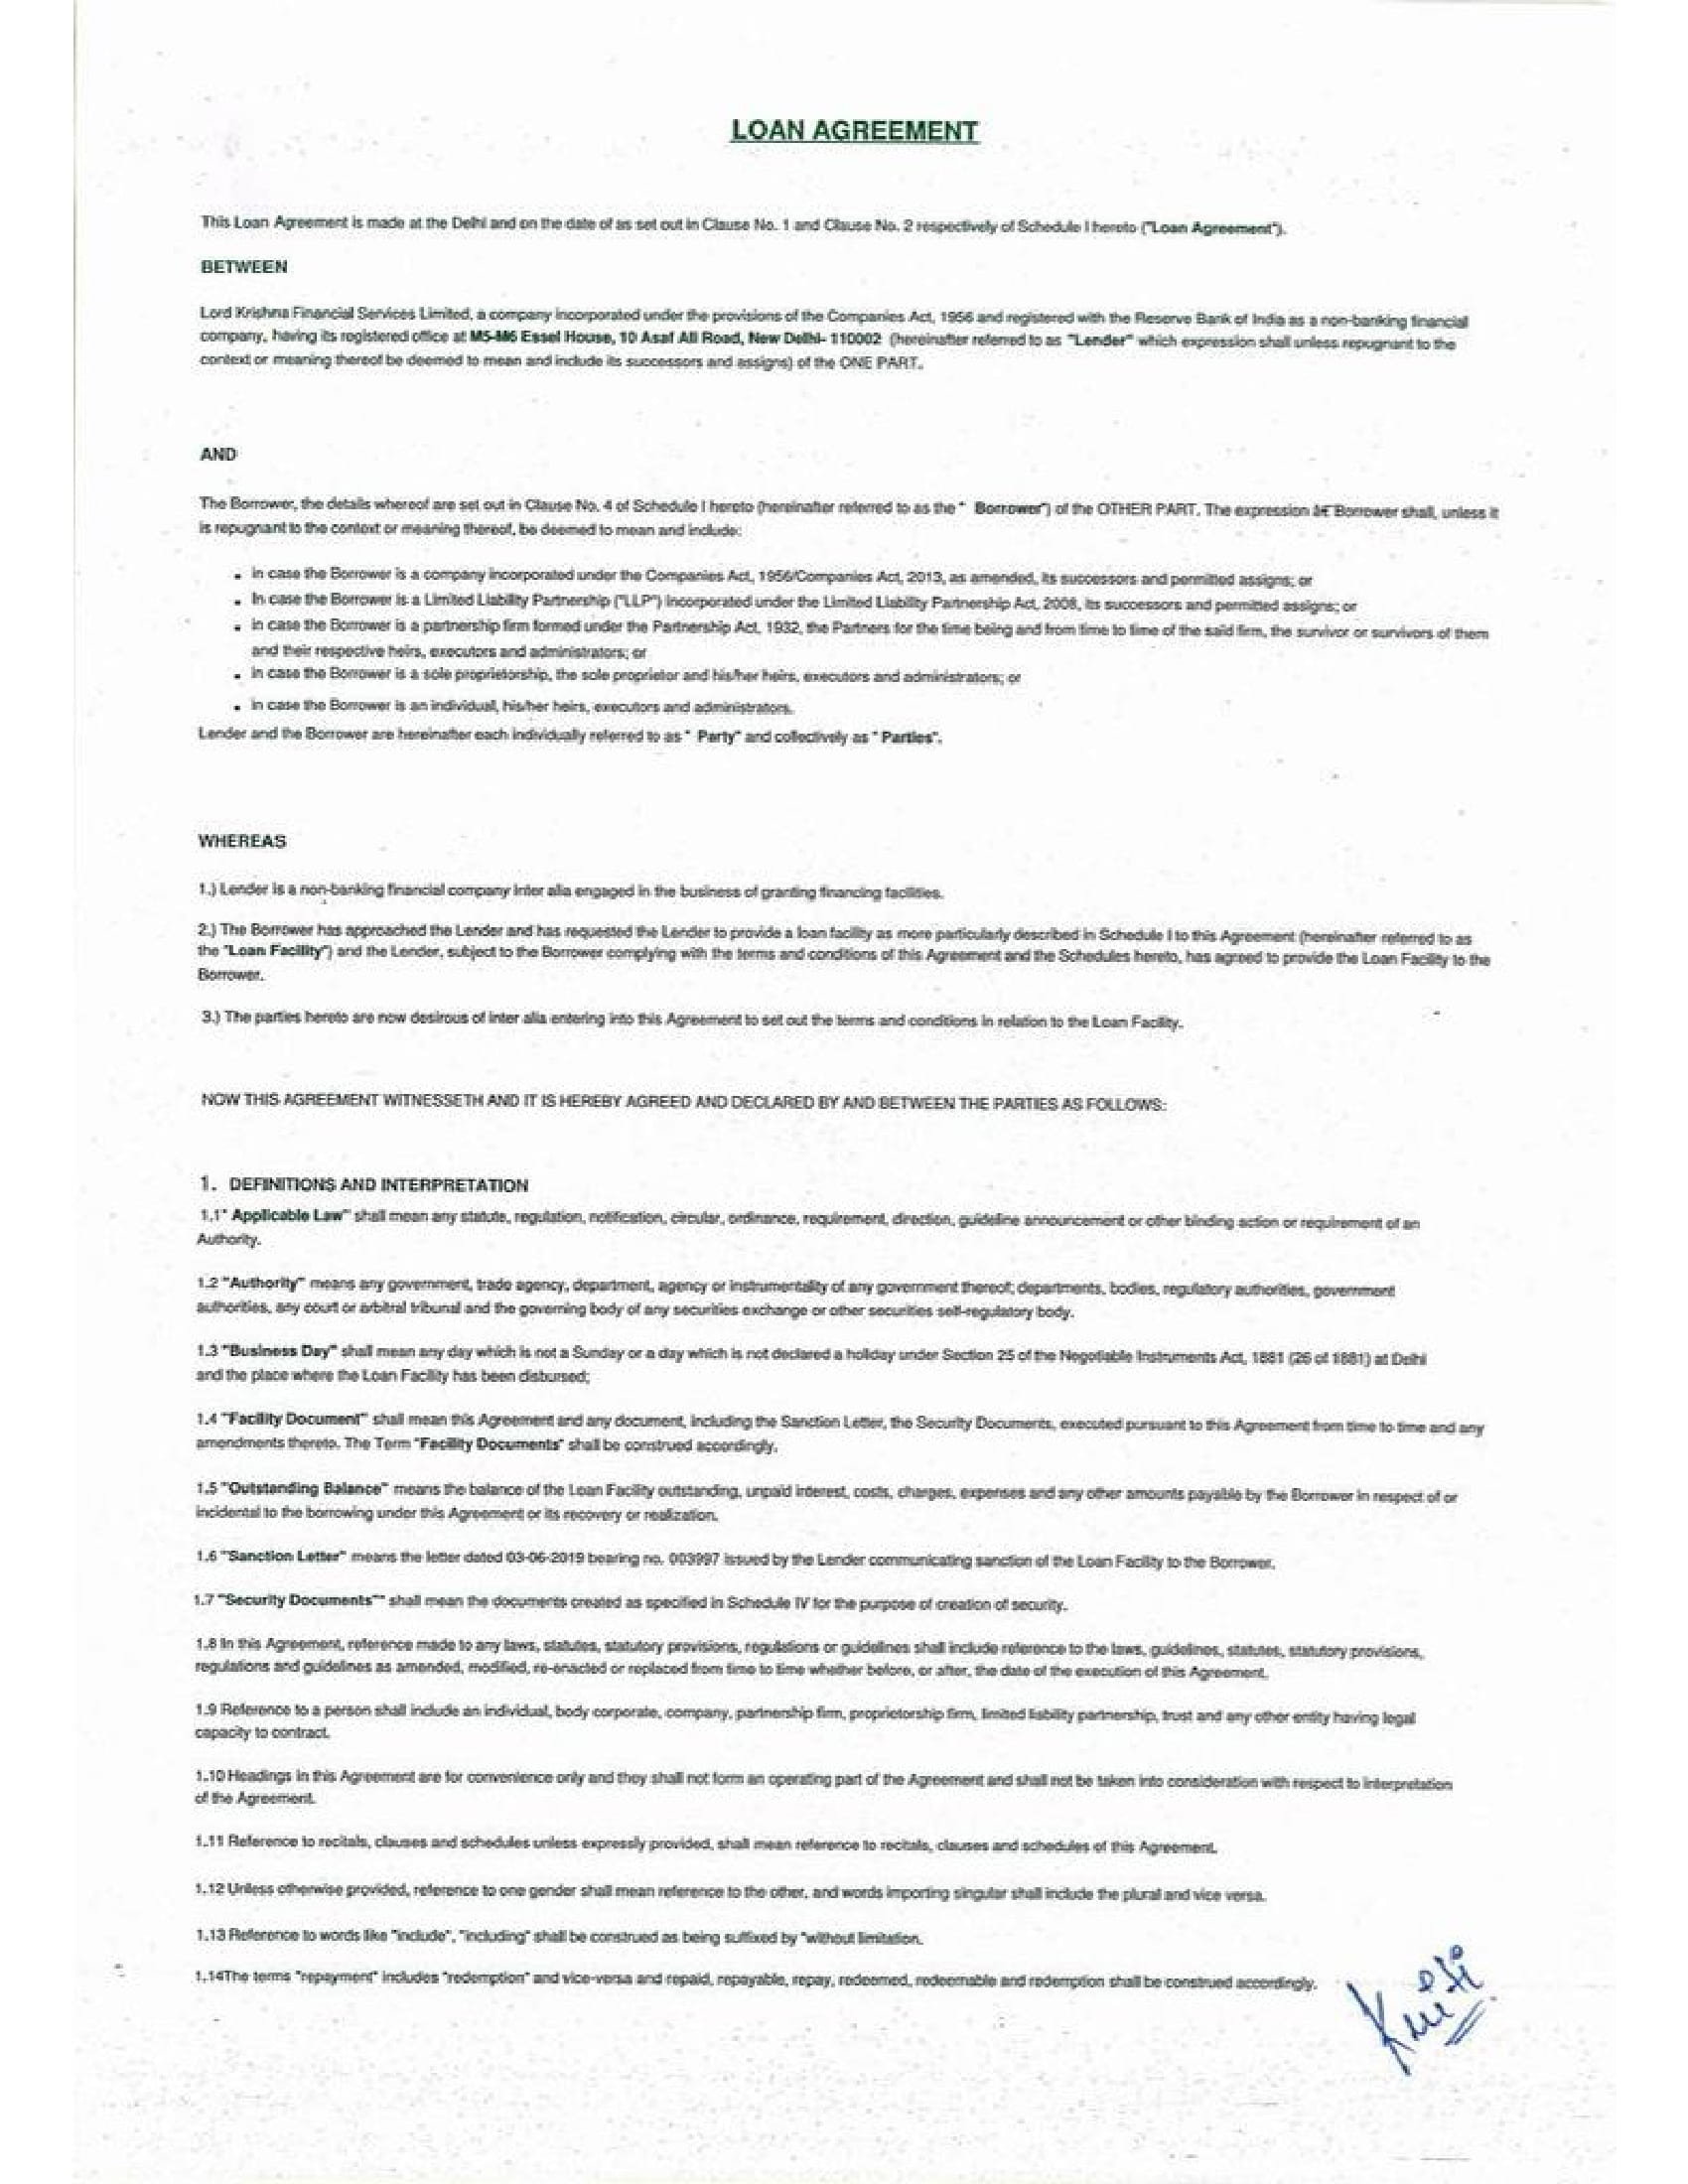 LOAN AGREEMENT
This Loan Agreement is made at the Delhi and on the date of as set out in Clause No. 1 and Clause No. 2 respectively of Schedule I hereto ("Loan Agreement").
BETWEEN
Lord Krishna Financial Services Limited, a company incorporated under the provisions of the Companies Act, 1956 and registered with the Reserve Bank of India as a non-banking financial
company, having its registered office at M5-M6 Essel House, 10 Asaf Ali Road, New Delhi- 110002 (hereinafter referred to as "Lender" which expression shall unless repugnant to the
context or meaning thereof be deemed to mean and include its successors and assigns) of the ONE PART.
AND
The Borrower, the details whereof are set out in Clause No. 4 of Schedule I hereto (hereinafter referred to as the " Borrower") of the OTHER PART. The expression â€ Borrower shall, unless it
is repugnant to the context or meaning thereof, be deemed to mean and include:
• in case the Borrower is a company incorporated under the Companies Act, 1956/Companies Act, 2013, as amended, its successors and permitted assigns; or
• In case the Borrower is a Limited Liability Partnership ("LLP") incorporated under the Limited Liability Partnership Act, 2008, its successors and permitted assigns; or
• in case the Borrower is a partnership firm formed under the Partnership Act, 1932, the Partners for the time being and from time to time of the said firm, the survivor or survivors of them
and their respective heirs, executors and administrators; or
• in case the Borrower is a sole proprietorship, the sole proprietor and his/her heirs, executors and administrators; or
• in case the Borrower is an individual, his/her heirs, executors and administrators.
Lender and the Borrower are hereinafter each individually referred to as " Party" and collectively as " Parties".
WHEREAS
1.) Lender is a non-banking financial company inter alia engaged in the business of granting financing facilities.
2.) The Borrower has approached the Lender and has requested the Lender to provide a loan facility as more particularly described in Schedule I to this Agreement (hereinafter referred to as
the "Loan Facility") and the Lender, subject to the Borrower complying with the terms and conditions of this Agreement and the Schedules hereto, has agreed to provide the Loan Facility to the
Borrower.
3.) The parties hereto are now desirous of inter alia entering into this Agreement to set out the terms and conditions in relation to the Loan Facility.
NOW THIS AGREEMENT WITNESSETH AND IT IS HEREBY AGREED AND DECLARED BY AND BETWEEN THE PARTIES AS FOLLOWS:
1. DEFINITIONS AND INTERPRETATION
1.1" Applicable Law" shall mean any statute, regulation, notification, circular, ordinance, requirement, direction, guideline announcement or other binding action or requirement of an
Authority.
1.2 "Authority" means any government, trade agency, department, agency or instrumentality of any government thereof; departments, bodies, regulatory authorities, government
authorities, any court or arbitral tribunal and the governing body of any securities exchange or other securities self-regulatory body.
1.3 "Business Day" shall mean any day which is not a Sunday or a day which is not declared a holiday under Section 25 of the Negotiable Instruments Act, 1881 (26 of 1881) at Delhi
and the place where the Loan Facility has been disbursed;
1.4 "Facility Document" shall mean this Agreement and any document, including the Sanction Letter, the Security Documents, executed pursuant to this Agreement from time to time and any
amendments thereto. The Term "Facility Documents" shall be construed accordingly.
1.5 "Outstanding Balance" means the balance of the Loan Facility outstanding, unpaid interest, costs, charges, expenses and any other amounts payable by the Borrower in respect of or
incidental to the borrowing under this Agreement or its recovery or realization.
1.6 "Sanction Letter" means the letter dated 03-06-2019 bearing no. 003997 issued by the Lender communicating sanction of the Loan Facility to the Borrower.
1.7 "Security Documents"" shall mean the documents created as specified in Schedule IV for the purpose of creation of security.
1.8 In this Agreement, reference made to any laws, statutes, statutory provisions, regulations or guidelines shall include reference to the laws, guidelines, statutes, statutory provisions,
regulations and guidelines as amended, modified, re-enacted or replaced from time to time whether before, or after, the date of the execution of this Agreement.
1.9 Reference to a person shall include an individual, body corporate, company, partnership firm, proprietorship firm, limited liability partnership, trust and any other entity having legal
capacity to contract.
1.10 Headings in this Agreement are for convenience only and they shall not form an operating part of the Agreement and shall not be taken into consideration with respect to interpretation
of the Agreement.
1.11 Reference to recitals, clauses and schedules unless expressly provided, shall mean reference to recitals, clauses and schedules of this Agreement.
1.12 Unless otherwise provided, reference to one gender shall mean reference to the other, and words importing singular shall include the plural and vice versa.
1.13 Reference to words like "include", "including" shall be construed as being suffixed by "without limitation.
1.14The terms "repayment" includes "redemption" and vice-versa and repaid, repayable, repay, redeemed, redeemable and redemption shall be construed accordingly.